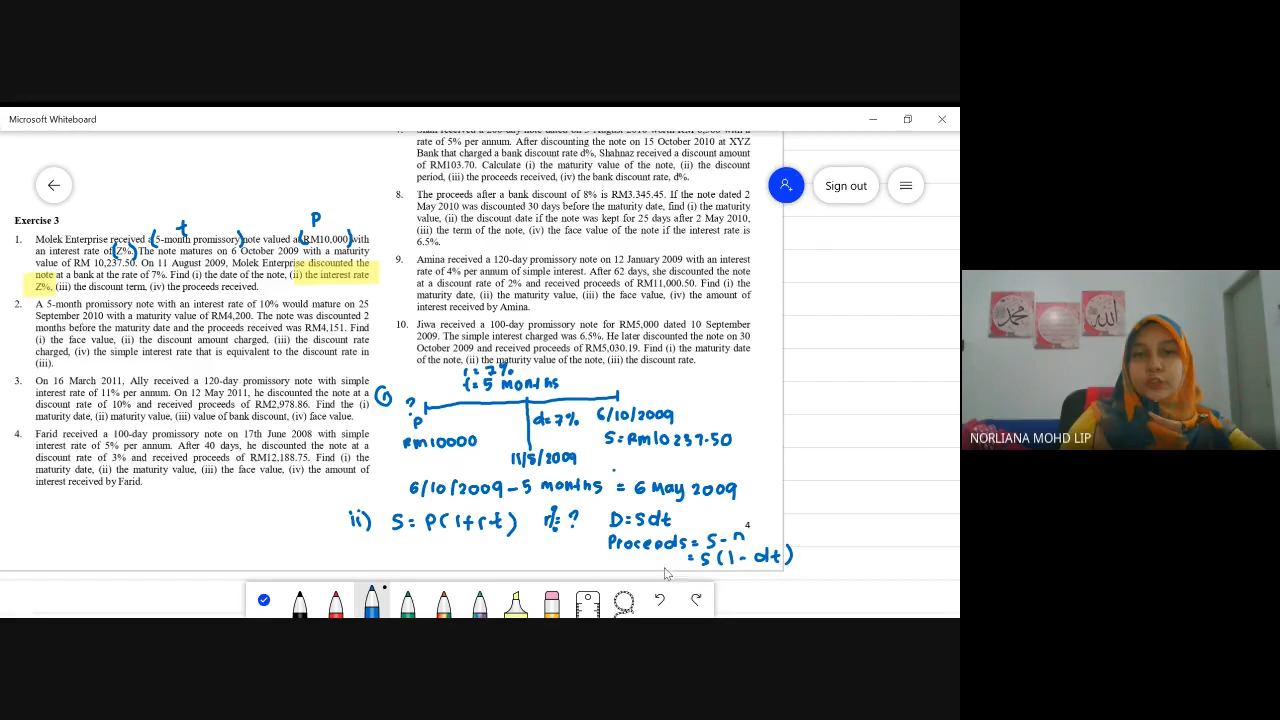 Microsoft Whiteboard
Sign out
Exercise 3
t
P
1. Molek Enterprise received a (5-month promissory) note valued at (RM10,000) with
an interest rate of (Z%). The note matures on 6 October 2009 with a maturity
value of RM 10,237.50. On 11 August 2009, Molek Enterprise discounted the
note at a bank at the rate of 7%. Find (i) the date of the note, (ii) the interest rate
Z%, (iii) the discount term, (iv) the proceeds received.
2. A 5-month promissory note with an interest rate of 10% would mature on 25
September 2010 with a maturity value of RM4,200. The note was discounted 2
months before the maturity date and the proceeds received was RM4,151. Find
(i) the face value, (ii) the discount amount charged, (iii) the discount rate
charged, (iv) the simple interest rate that is equivalent to the discount rate in
(iii).
3. On 16 March 2011, Ally received a 120-day promissory note with simple
interest rate of 11% per annum. On 12 May 2011, he discounted the note at a
discount rate of 10% and received proceeds of RM2,978.86. Find the (i)
maturity date, (ii) maturity value, (iii) value of bank discount, (iv) face value.
4. Farid received a 100-day promissory note on 17th June 2008 with simple
interest rate of 5% per annum. After 40 days, he discounted the note at a
discount rate of 3% and received proceeds of RM12,188.75. Find (i) the
maturity date, (ii) the maturity value, (iii) the face value, (iv) the amount of
interest received by Farid.
rate of 5% per annum. After discounting the note on 15 October 2010 at XYZ
Bank that charged a bank discount rate d%, Shahnaz received a discount amount
of RM103.70. Calculate (i) the maturity value of the note, (ii) the discount
period, (iii) the proceeds received, (iv) the bank discount rate, d%.
8. The proceeds after a bank discount of 8% is RM3.345.45. If the note dated 2
May 2010 was discounted 30 days before the maturity date, find (i) the maturity
value, (ii) the discount date if the note was kept for 25 days after 2 May 2010,
(iii) the term of the note, (iv) the face value of the note if the interest rate is
6.5%.
9. Amina received a 120-day promissory note on 12 January 2009 with an interest
rate of 4% per annum of simple interest. After 62 days, she discounted the note
at a discount rate of 2% and received RM11,000.50. Find (i) the
maturity date, (ii) the maturity value, (iii) the face value, (iv) the amount of
interest received by Amina.
10. Jiwa received a 100-day promissory note for RM5,000 dated 10 September
2009. The simple interest charged was 6.5%. He later discounted the note on 30
October 2009 and received proceeds of RM5,030.19. Find (i) the maturity date
of the note, (ii) the maturity value of the note, (iii) the discount rate.
r = 7%
t = 5 months
i
?
P
RM10000
d = 7%
11/8/2009
6/10/2009
S = RM10 237.50
6/10/2009 - 5 months = 6 May 2009
ii) S = P(1+rt) r% = ? D = Sdt
Proceeds = S - D
= S(1 - dt)
4
NORLIANA MOHD LIP